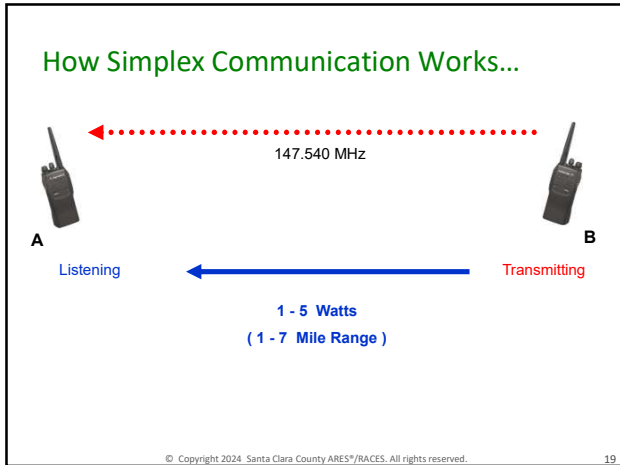 How Simplex Communication Works...
147.540 MHz
A
B
Listening
Transmitting
1 - 5 Watts
( 1 - 7 Mile Range )
© Copyright 2024 Santa Clara County ARES®/RACES. All rights reserved.
19